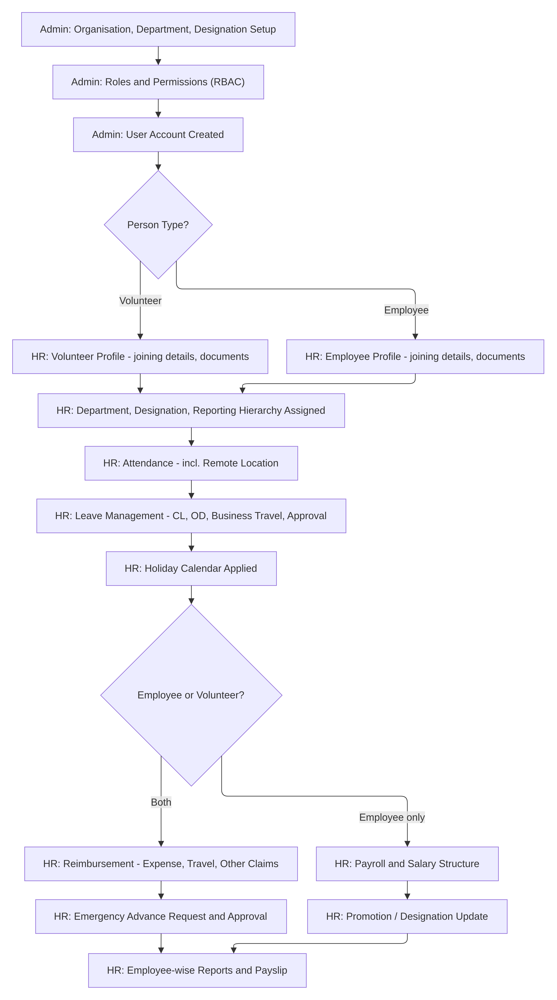 Admin: Organisation, Department, Designation Setup
Admin: Roles and Permissions (RBAC)
Admin: User Account Created
Person Type?
Volunteer
Employee
HR: Volunteer Profile - joining details, documents
HR: Employee Profile - joining details, documents
HR: Department, Designation, Reporting Hierarchy Assigned
HR: Attendance - incl. Remote Location
HR: Leave Management - CL, OD, Business Travel, Approval
HR: Holiday Calendar Applied
Employee or Volunteer?
Both
Employee only
HR: Reimbursement - Expense, Travel, Other Claims
HR: Payroll and Salary Structure
HR: Emergency Advance Request and Approval
HR: Promotion / Designation Update
HR: Employee-wise Reports and Payslip